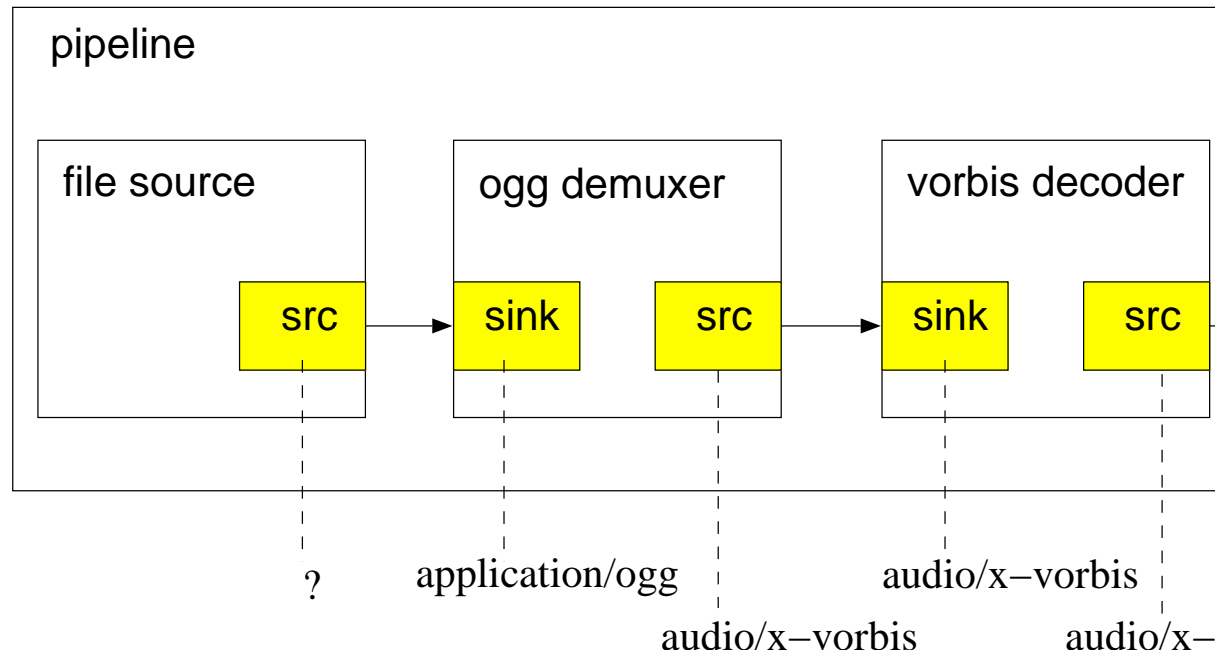 pipeline
file source
ogg demuxer
vorbis decoder
src
sink
src
sink
src
?
application/ogg
audio/x−vorbis
audio/x−vorbis
audio/x−